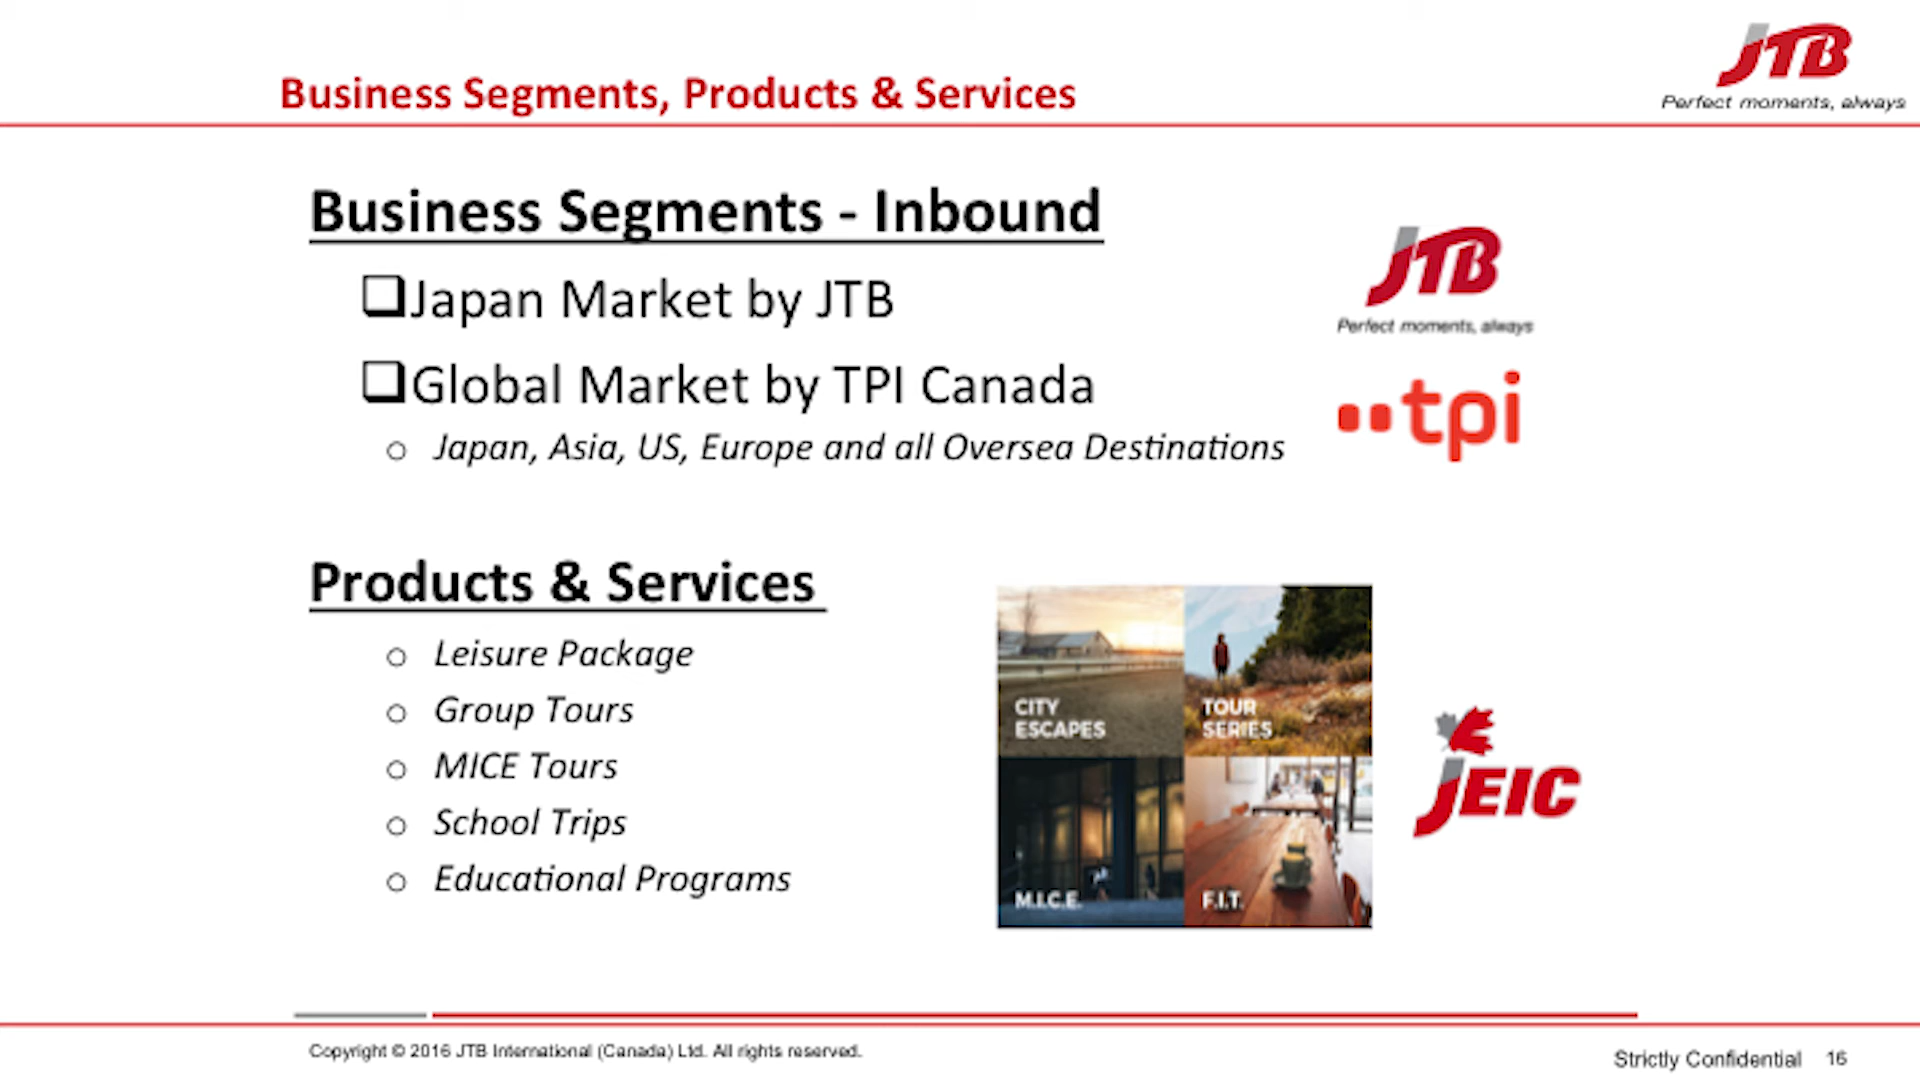 JTB
Perfect moments, always
Business Segments, Products & Services
Business Segments - Inbound
Japan Market by JTB
JTB
Perfect moments, always
Global Market by TPI Canada
tpi
Japan, Asia, US, Europe and all Oversea Destinations
Products & Services
Leisure Package
Group Tours
MICE Tours
School Trips
Educational Programs
CITY
ESCAPES
TOUR
SERIES
M.I.C.E.
F.I.T.
JEIC
Copyright © 2016 JTB International (Canada) Ltd. All rights reserved.
Strictly Confidential 16